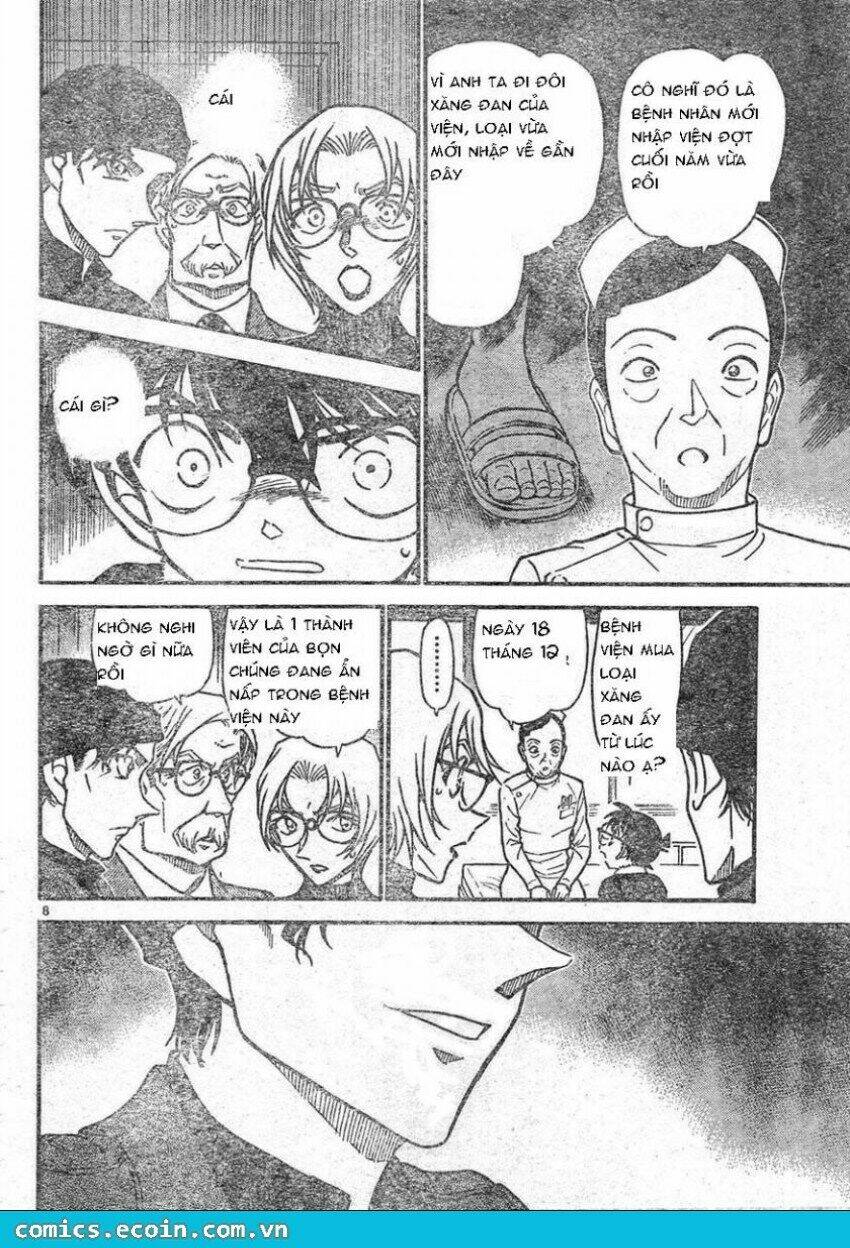 CÔ NGHĨ ĐÓ LÀ
BỆNH NHÂN MỚI
NHẬP VIỆN ĐỢT
CUỐI NĂM VỪA
RỒI
VÌ ANH TA ĐI ĐÔI
XĂNG ĐAN CỦA
VIỆN, LOẠI VỪA
MỚI NHẬP VỀ GẦN
ĐÂY
CÁI
CÁI GÌ?
BỆNH
VIỆN MUA
LOẠI
XĂNG
ĐAN ẤY
TỪ LÚC
NÀO Ạ?
NGÀY 18
THÁNG 12
.........
VẬY LÀ 1 THÀNH
VIÊN CỦA BỌN
CHÚNG ĐANG ẨN
NẤP TRONG BỆNH
VIỆN NÀY
KHÔNG NGHI
NGỜ GÌ NỮA
RỒI
8
comics.ecoin.com.vn